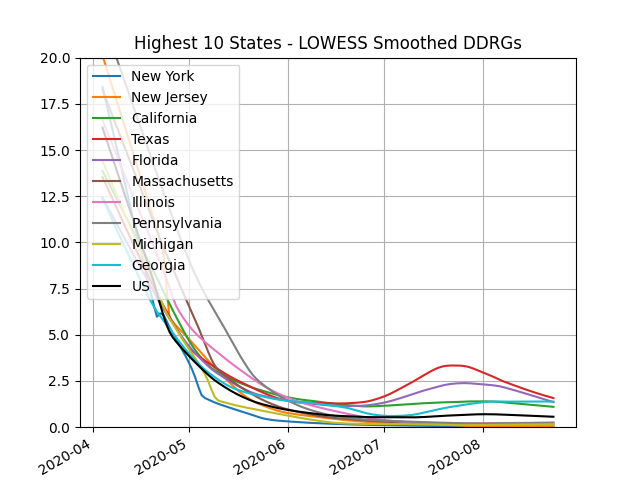 Highest 10 States - LOWESS Smoothed DDRGs
20.0
17.5
15.0
12.5
10.0
7.5
5.0
2.5
0.0
New York
New Jersey
California
Texas
Florida
Massachusetts
Illinois
Pennsylvania
Michigan
Georgia
US
2020-04
2020-05
2020-06
2020-07
2020-08